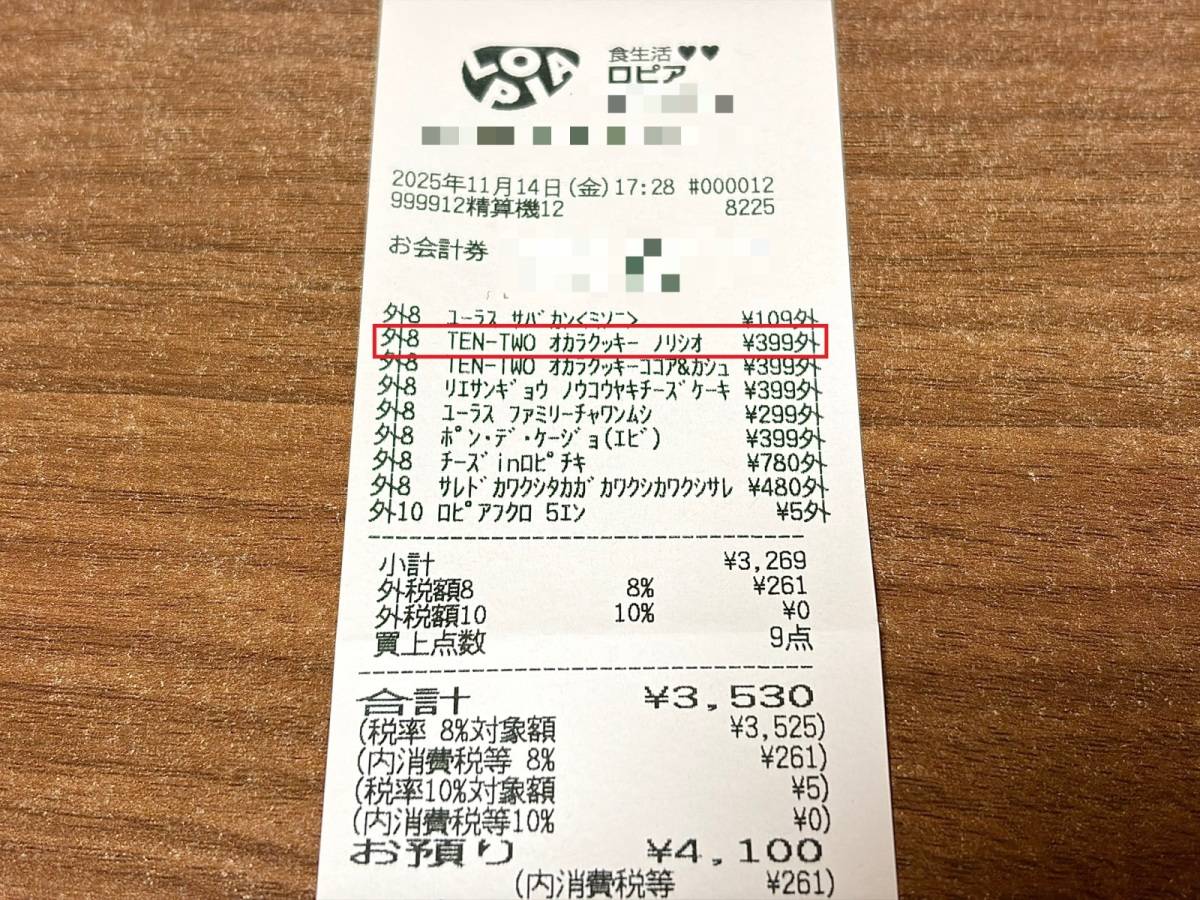 LOPIA
食生活♥♥
ロピア
2025年11月14日(金)17:28 #000012
999912精算機12 8225
お会計券
外8 ユーラス サバカン<ミソニ> ¥109外
外8 TEN-TWO オカラクッキー ノリシオ ¥399外
外8 TEN-TWO オカラクッキーココア&カシュ ¥399外
外8 リエサンギョウ ノウコウヤキチーズケーキ ¥399外
外8 ユーラス ファミリーチャワンムシ ¥299外
外8 ポン・デ・ケージョ(エビ) ¥399外
外8 チーズinロピチキ ¥780外
外8 サレドカワクシタカガカワクシカワクシサレ ¥480外
外10 ロピアフクロ 5エン ¥5外
小計 ¥3,269
外税額8 8% ¥261
外税額10 10% ¥0
買上点数 9点
合計 ¥3,530
(税率 8%対象額 ¥3,525)
(内消費税等 8% ¥261)
(税率10%対象額 ¥5)
(内消費税等10% ¥0)
お預り ¥4,100
(内消費税等 ¥261)